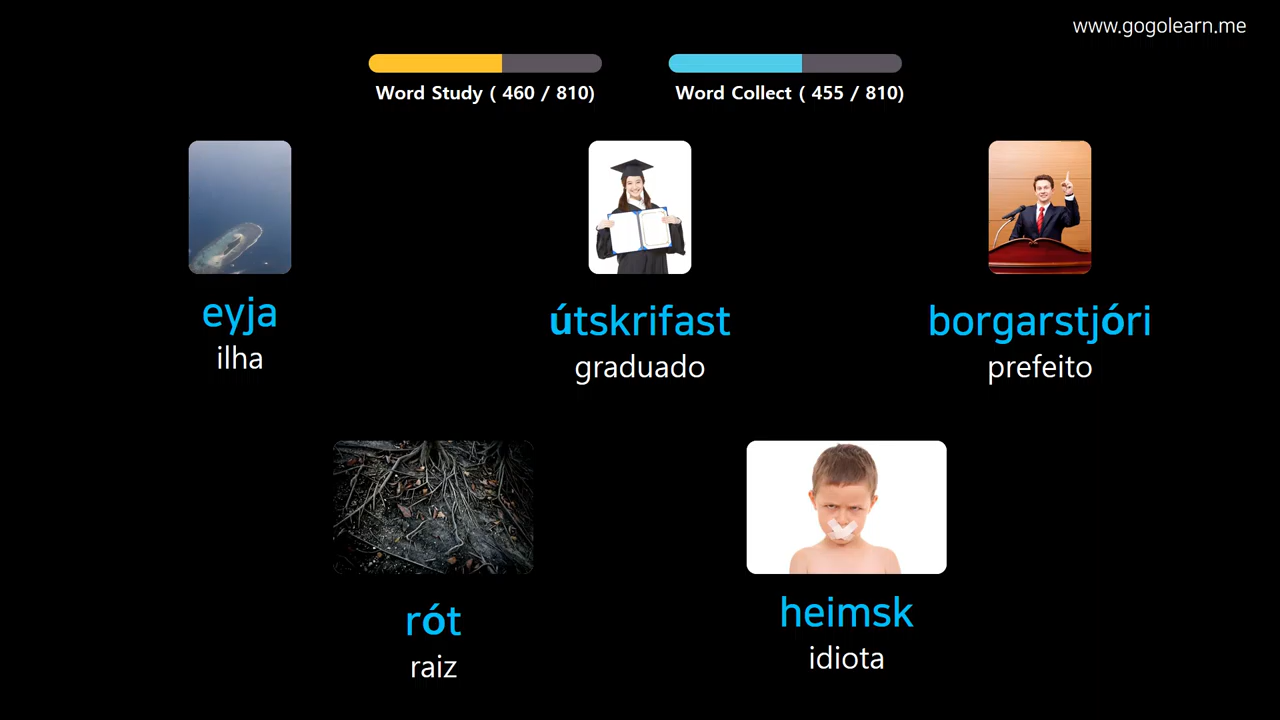 www.gogolearn.me
Word Study ( 460 / 810)
Word Collect ( 455 / 810)
eyja
ilha
útskrifast
graduado
borgarstjóri
prefeito
rót
raiz
heimsk
idiota